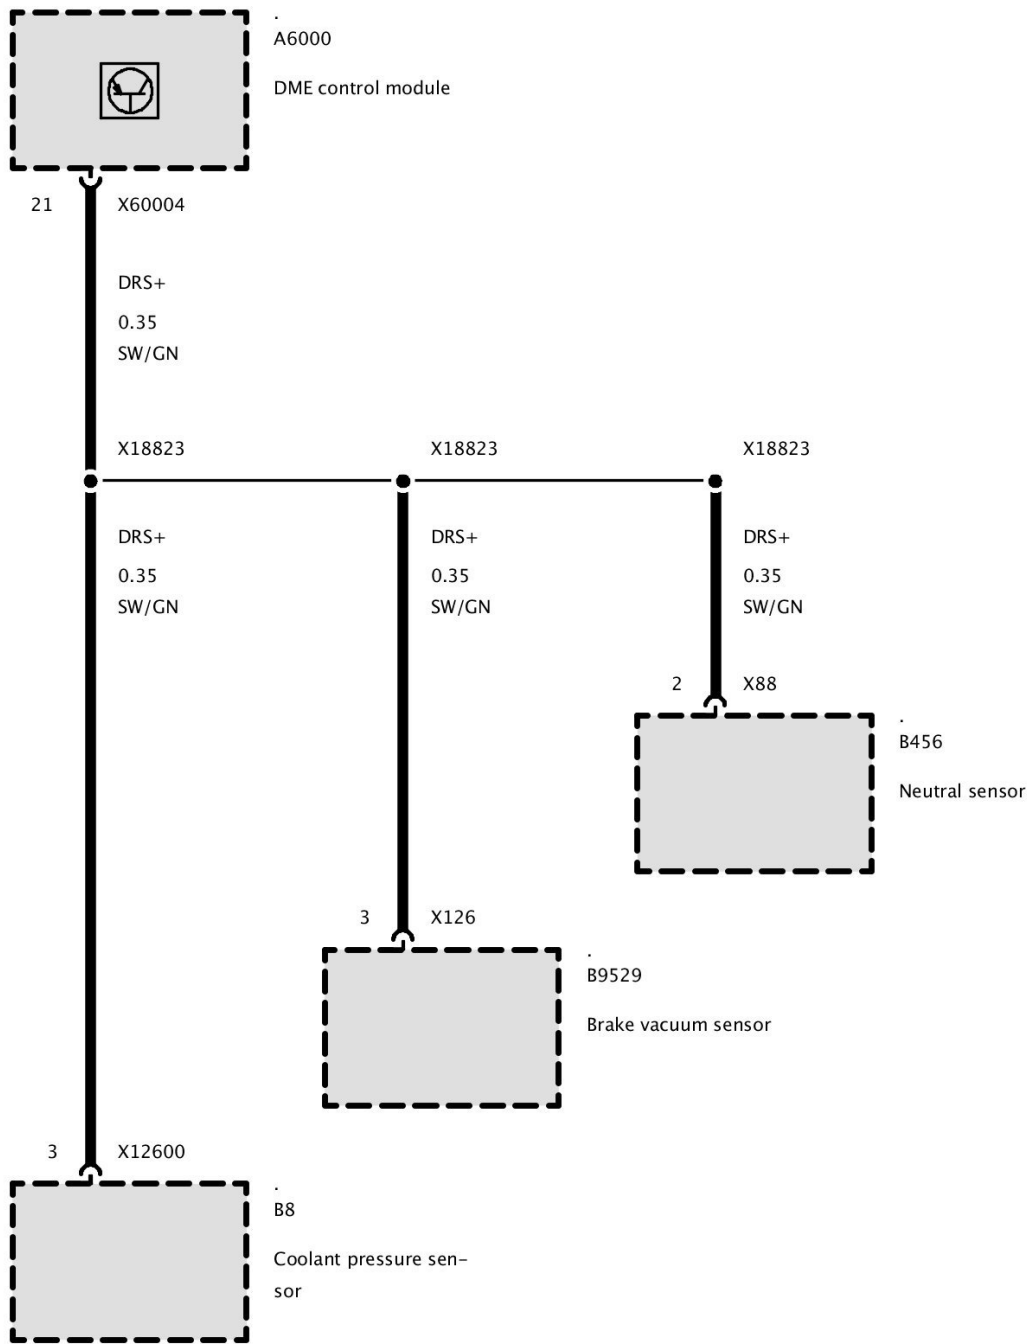 .
A6000
DME control module
21
X60004
DRS+
0.35
SW/GN
X18823
X18823
X18823
DRS+
0.35
SW/GN
DRS+
0.35
SW/GN
DRS+
0.35
SW/GN
2
X88
.
B456
Neutral sensor
3
X126
.
B9529
Brake vacuum sensor
3
X12600
.
B8
Coolant pressure sen-
sor